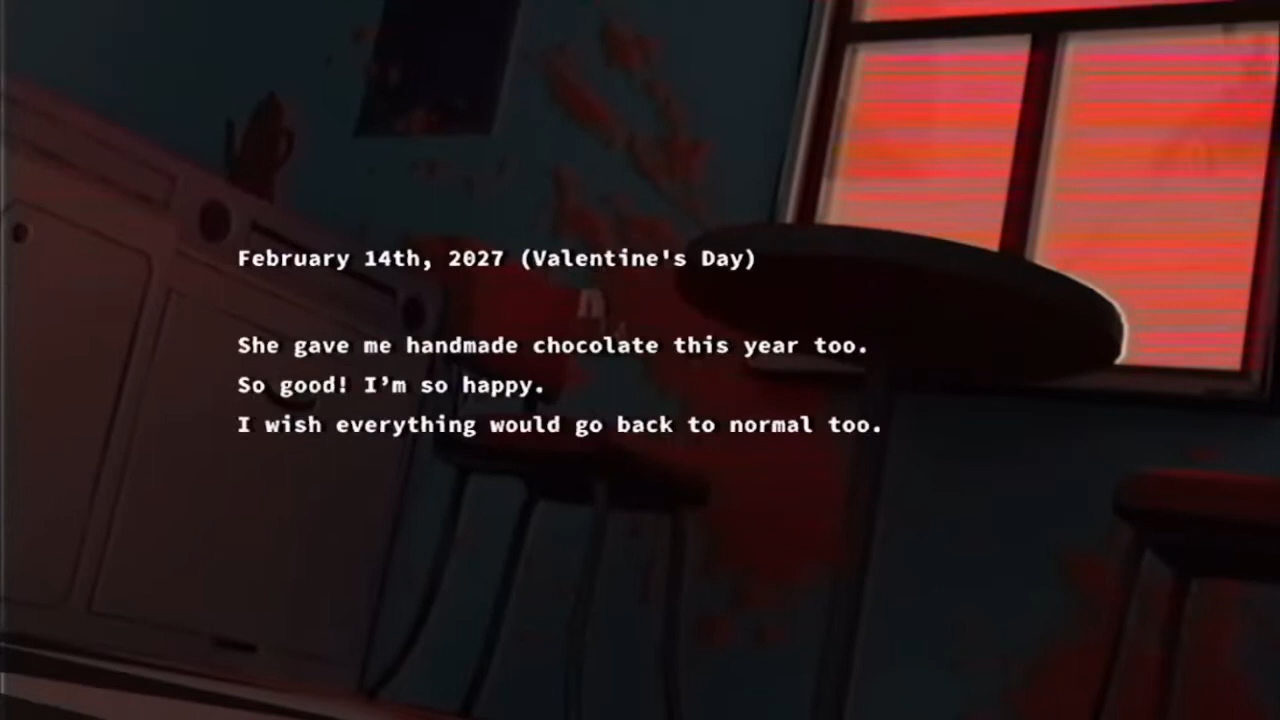 February 14th, 2027 (Valentine's Day)
She gave me handmade chocolate this year too.
So good! I’m so happy.
I wish everything would go back to normal too.